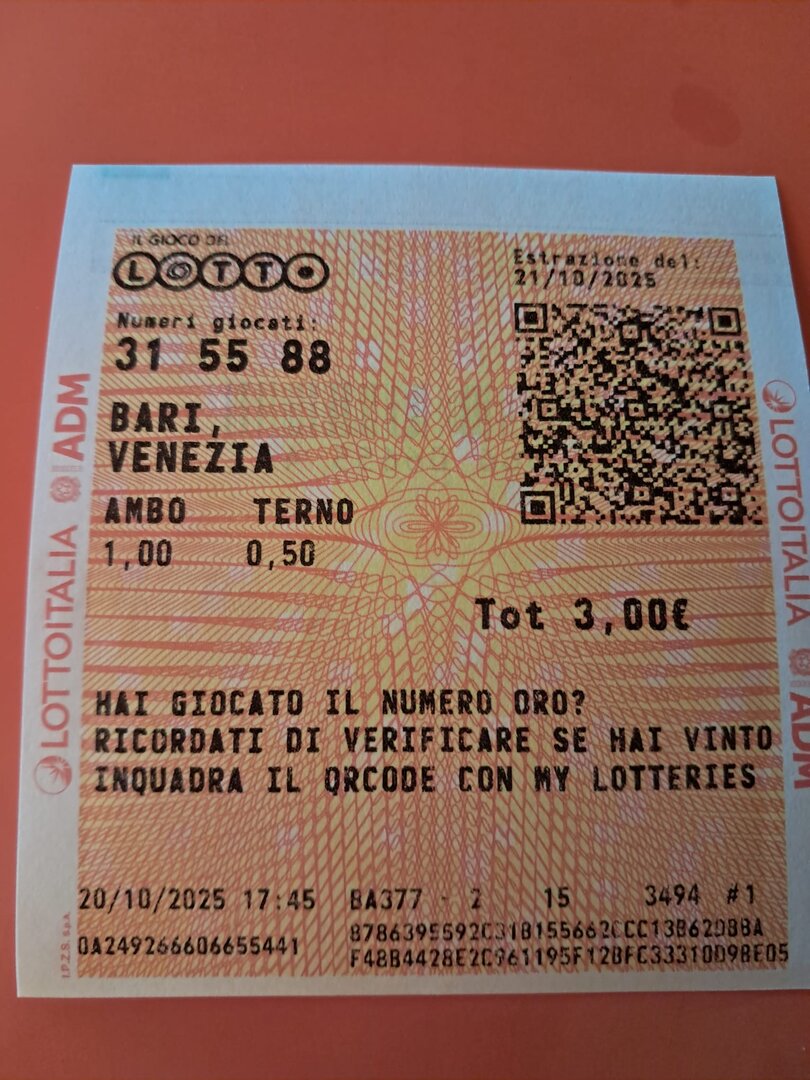 IL GIOCO DEL
LOTTO
Estrazione del:
21/10/2025
Numeri giocati:
31 55 88
BARI,
VENEZIA
AMBO TERNO
1,00 0,50
Tot 3,00€
HAI GIOCATO IL NUMERO ORO?
RICORDATI DI VERIFICARE SE HAI VINTO
INQUADRA IL QRCODE CON MY LOTTERIES
20/10/2025 17:45 BA377 - 2 15 3494 #1
0A249266606655441
LOTTOITALIA ADM
LOTTOITALIA ADM
I.P.Z.S. S.p.A.